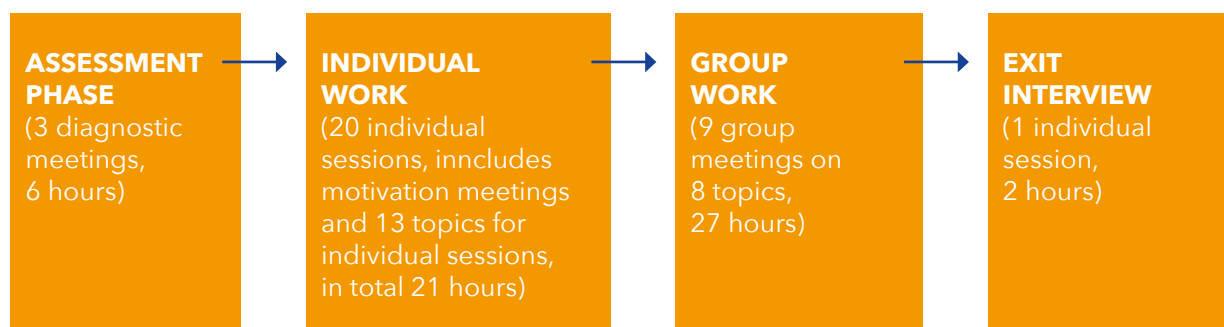 ASSESSMENT
PHASE
(3 diagnostic
meetings,
6 hours)
INDIVIDUAL
WORK
(20 individual
sessions, inncludes
motivation meetings
and 13 topics for
individual sessions,
in total 21 hours)
GROUP
WORK
(9 group
meetings on
8 topics,
27 hours)
EXIT
INTERVIEW
(1 individual
session,
2 hours)